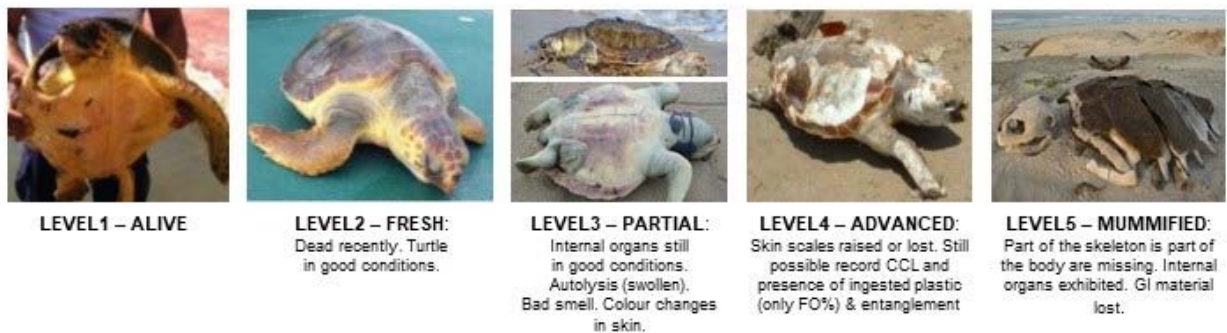 LEVEL1 – ALIVE
LEVEL2 – FRESH:
Dead recently. Turtle
in good conditions.
LEVEL3 – PARTIAL:
Internal organs still
in good conditions.
Autolysis (swollen).
Bad smell. Colour changes
in skin.
LEVEL4 – ADVANCED:
Skin scales raised or lost. Still
possible record CCL and
presence of ingested plastic
(only FO%) & entanglement
LEVEL5 – MUMMIFIED:
Part of the skeleton is part of
the body are missing. Internal
organs exhibited. GI material
lost.